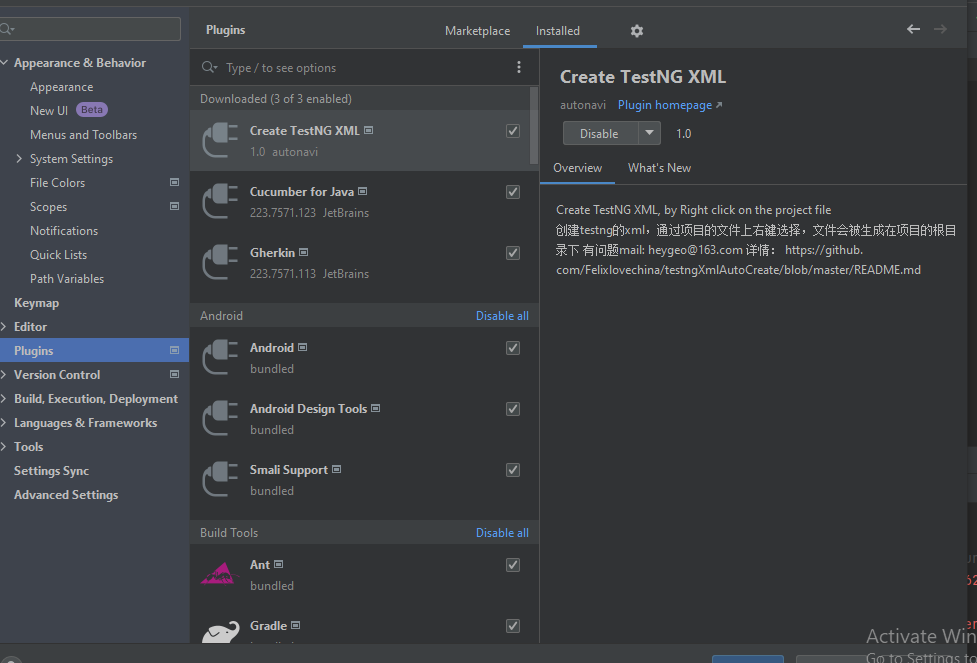 Plugins
Marketplace
Installed
Appearance & Behavior
Appearance
New UI Beta
Menus and Toolbars
System Settings
File Colors
Scopes
Notifications
Quick Lists
Path Variables
Keymap
Editor
Plugins
Version Control
Build, Execution, Deployment
Languages & Frameworks
Tools
Settings Sync
Advanced Settings
Type / to see options
Downloaded (3 of 3 enabled)
Create TestNG XML
1.0 autonavi
Cucumber for Java
223.7571.123 JetBrains
Gherkin
223.7571.113 JetBrains
Android Disable all
Android
bundled
Android Design Tools
bundled
Smali Support
bundled
Build Tools Disable all
Ant
bundled
Gradle
Create TestNG XML
autonavi Plugin homepage ↗
Disable 1.0
Overview What's New
Create TestNG XML, by Right click on the project file
创建testng的xml，通过项目的文件上右键选择，文件会被生成在项目的根目
录下 有问题mail: heygeo@163.com 详情： https://github.
com/Felixlovechina/testngXmlAutoCreate/blob/master/README.md
Activate Win
Go to Settings to